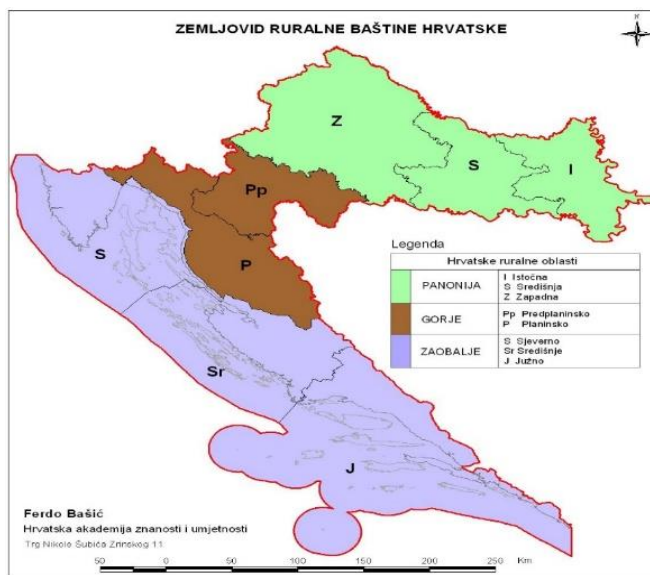 ZEMLJOVID RURALNE BAŠTINE HRVATSKE
Z
S
I
Pp
P
S
Sr
J
Legenda
Hrvatske ruralne oblasti
PANONIJA
I Istočna
S Središnja
Z Zapadna
GORJE
Pp Predplaninsko
P Planinsko
ZAOBALJE
S Sjeverno
Sr Središnje
J Južno
Ferdo Bašić
Hrvatska akademija znanosti i umjetnosti
Trg Nikole Šubića Zrinskog 11
50 0 50 100 150 200 250 Km